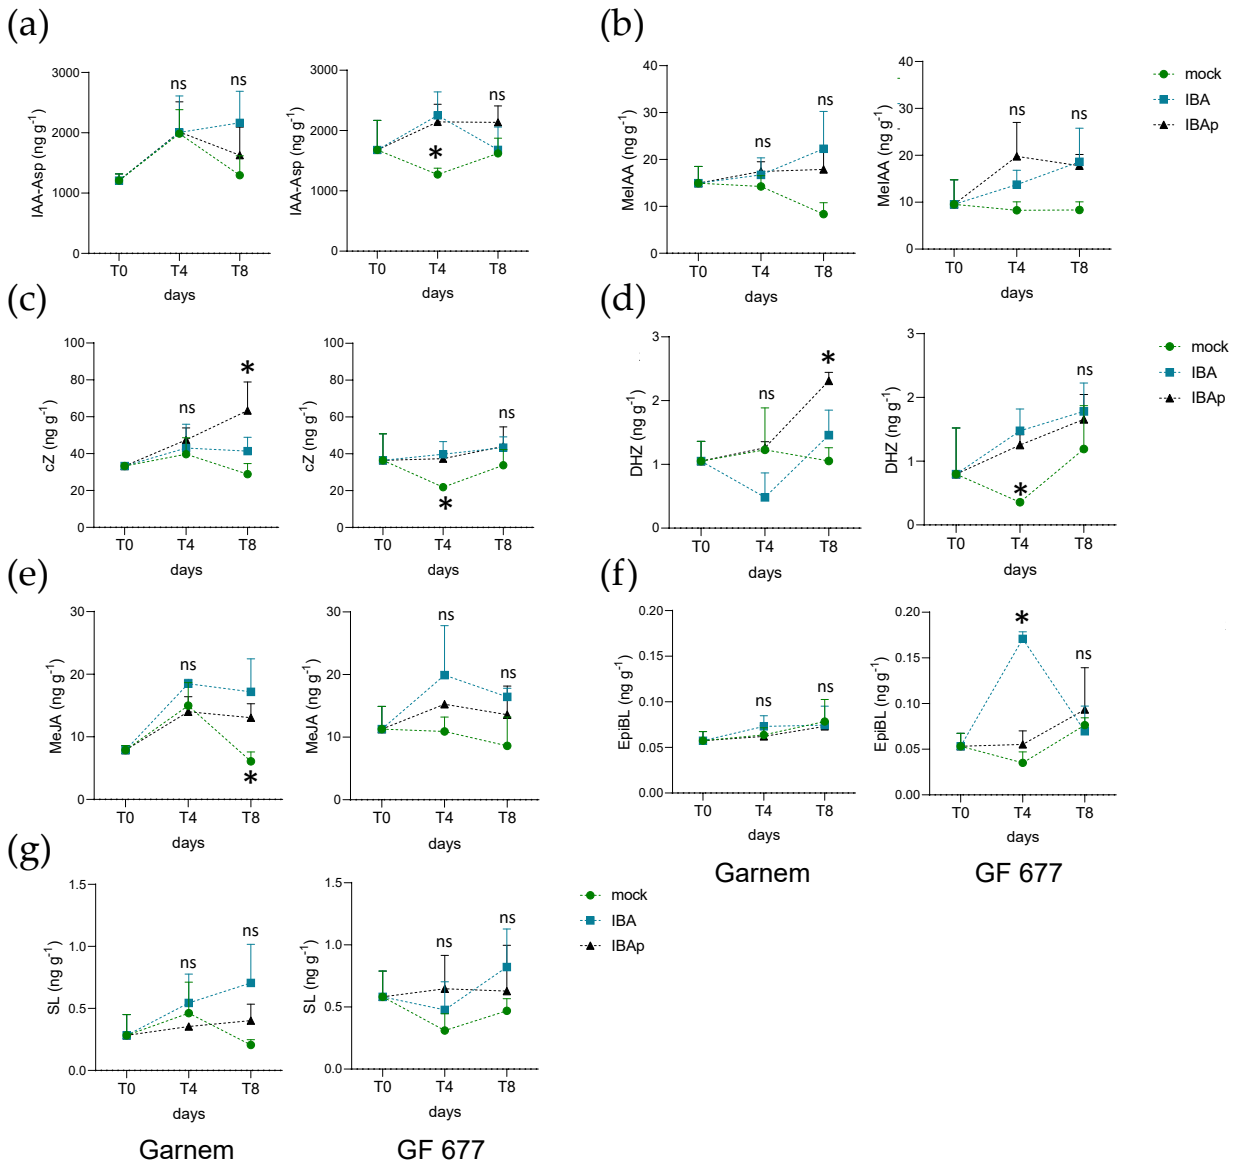 (a)
(b)
IAA-Asp (ng g⁻¹)
3000
2000
1000
0
ns
ns
T0 T4 T8
days
IAA-Asp (ng g⁻¹)
3000
2000
1000
0
*
ns
T0 T4 T8
days
MeIAA (ng g⁻¹)
40
30
20
10
0
ns
ns
T0 T4 T8
days
MeIAA (ng g⁻¹)
40
30
20
10
0
ns
ns
T0 T4 T8
days
mock
IBA
IBAp
(c)
(d)
cZ (ng g⁻¹)
100
80
60
40
20
0
ns
*
T0 T4 T8
days
cZ (ng g⁻¹)
100
80
60
40
20
0
*
ns
T0 T4 T8
days
DHZ (ng g⁻¹)
3
2
1
0
ns
*
T0 T4 T8
days
DHZ (ng g⁻¹)
3
2
1
0
*
ns
T0 T4 T8
days
mock
IBA
IBAp
(e)
(f)
MeJA (ng g⁻¹)
30
20
10
0
ns
*
T0 T4 T8
days
MeJA (ng g⁻¹)
30
20
10
0
ns
ns
T0 T4 T8
days
EpiBL (ng g⁻¹)
0.20
0.15
0.10
0.05
0.00
ns
ns
T0 T4 T8
days
EpiBL (ng g⁻¹)
0.20
0.15
0.10
0.05
0.00
*
ns
T0 T4 T8
days
Garnem
GF 677
(g)
SL (ng g⁻¹)
1.5
1.0
0.5
0.0
ns
ns
T0 T4 T8
days
SL (ng g⁻¹)
1.5
1.0
0.5
0.0
ns
ns
T0 T4 T8
days
mock
IBA
IBAp
Garnem
GF 677